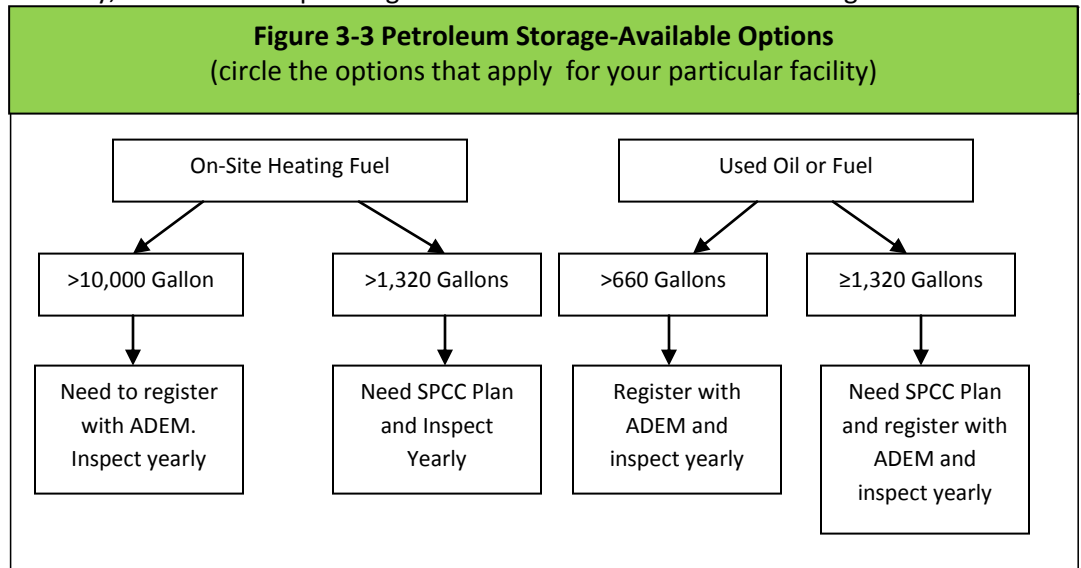 Figure 3-3 Petroleum Storage-Available Options
(circle the options that apply for your particular facility)
On-Site Heating Fuel
Used Oil or Fuel
>10,000 Gallon
>1,320 Gallons
>660 Gallons
≥1,320 Gallons
Need to register
with ADEM.
Inspect yearly
Need SPCC Plan
and Inspect
Yearly
Register with
ADEM and
inspect yearly
Need SPCC Plan
and register with
ADEM and
inspect yearly